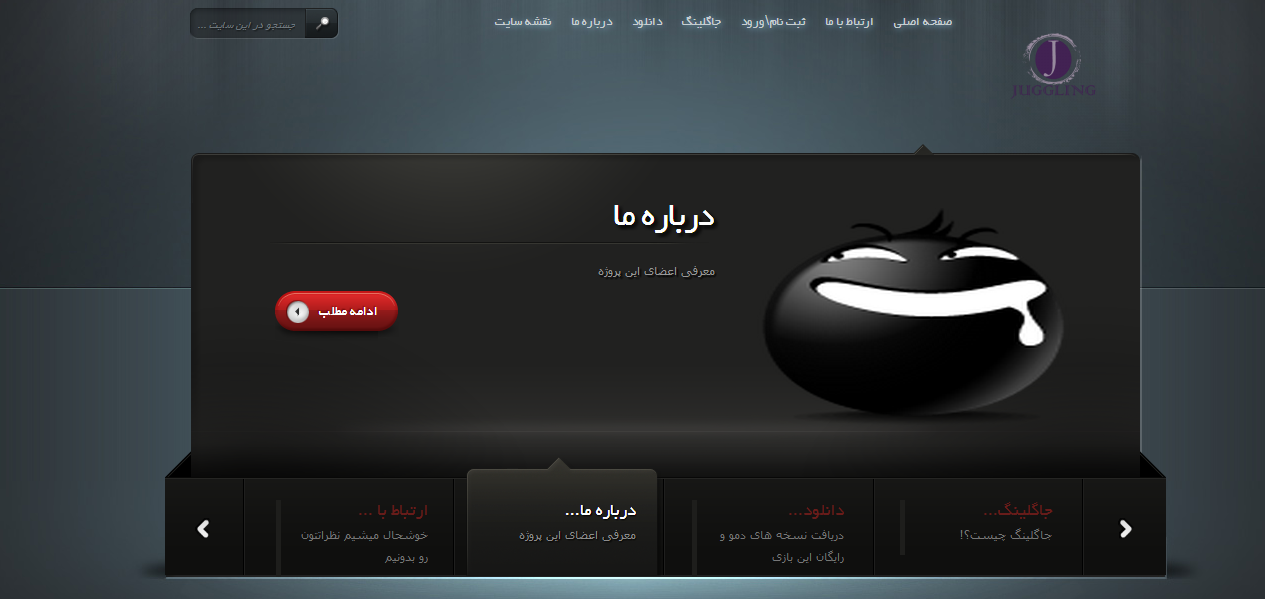 صفحه اصلی
ارتباط با ما
ثبت نام\ورود
جاگلینگ
دانلود
درباره ما
نقشه سایت
جستجو در این سایت ...
J
JUGGLING
درباره ما
معرفی اعضای این پروژه
ادامه مطلب
جاگلینگ...
جاگلینگ چیست؟!
دانلود...
دریافت نسخه های دمو و
رایگان این بازی
درباره ما...
معرفی اعضای این پروژه
ارتباط با ...
خوشحال میشیم نظراتتون
رو بدونیم